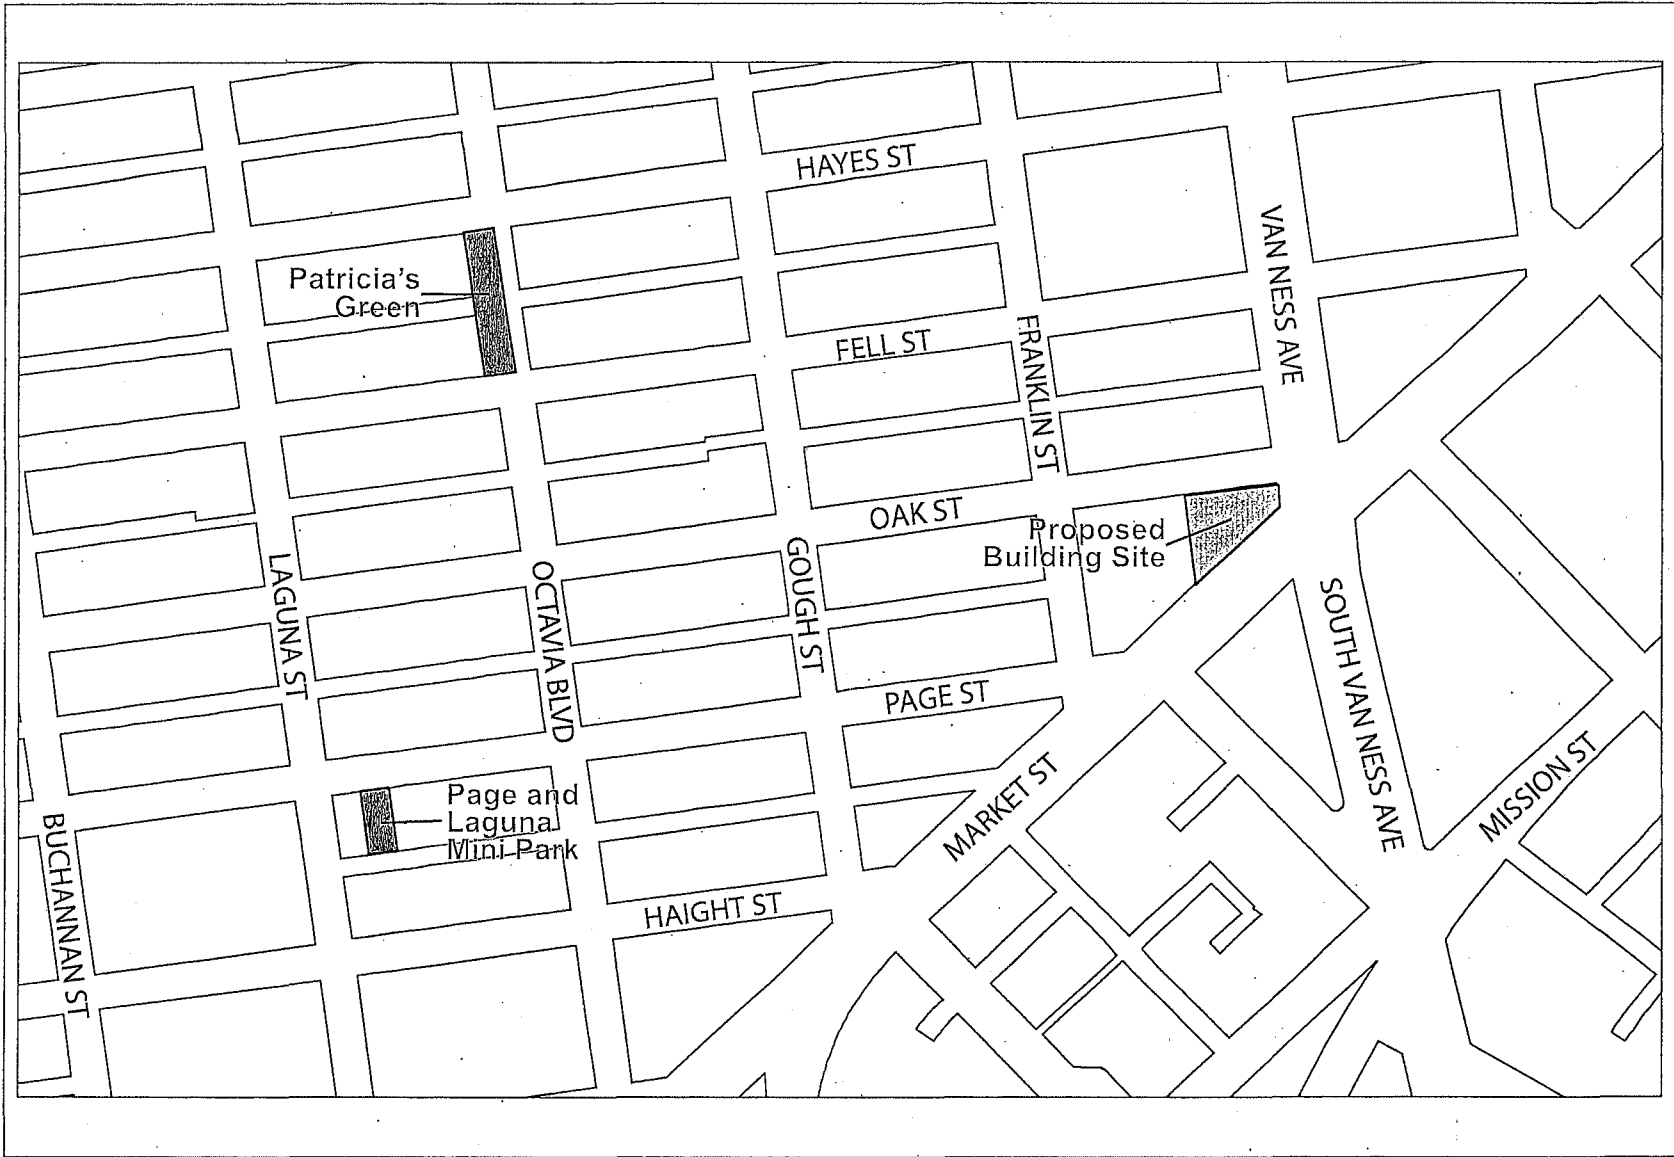 HAYES ST
VAN NESS AVE
Patricia's
Green
FELL ST
FRANKLIN ST
OAK ST
Proposed
Building Site
LAGUNA ST
OCTAVIA BLVD
GOUGH ST
SOUTH VAN NESS AVE
PAGE ST
MARKET ST
MISSION ST
Page and
Laguna
Mini Park
BUCHANNAN ST
HAIGHT ST